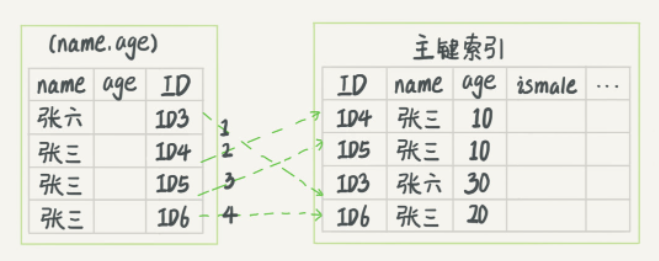 (name,age)
name age ID
张六 ID3
张三 ID4
张三 ID5
张三 ID6
1
2
3
4
主键索引
ID name age ismale ...
ID4 张三 10
ID5 张三 10
ID3 张六 30
ID6 张三 20